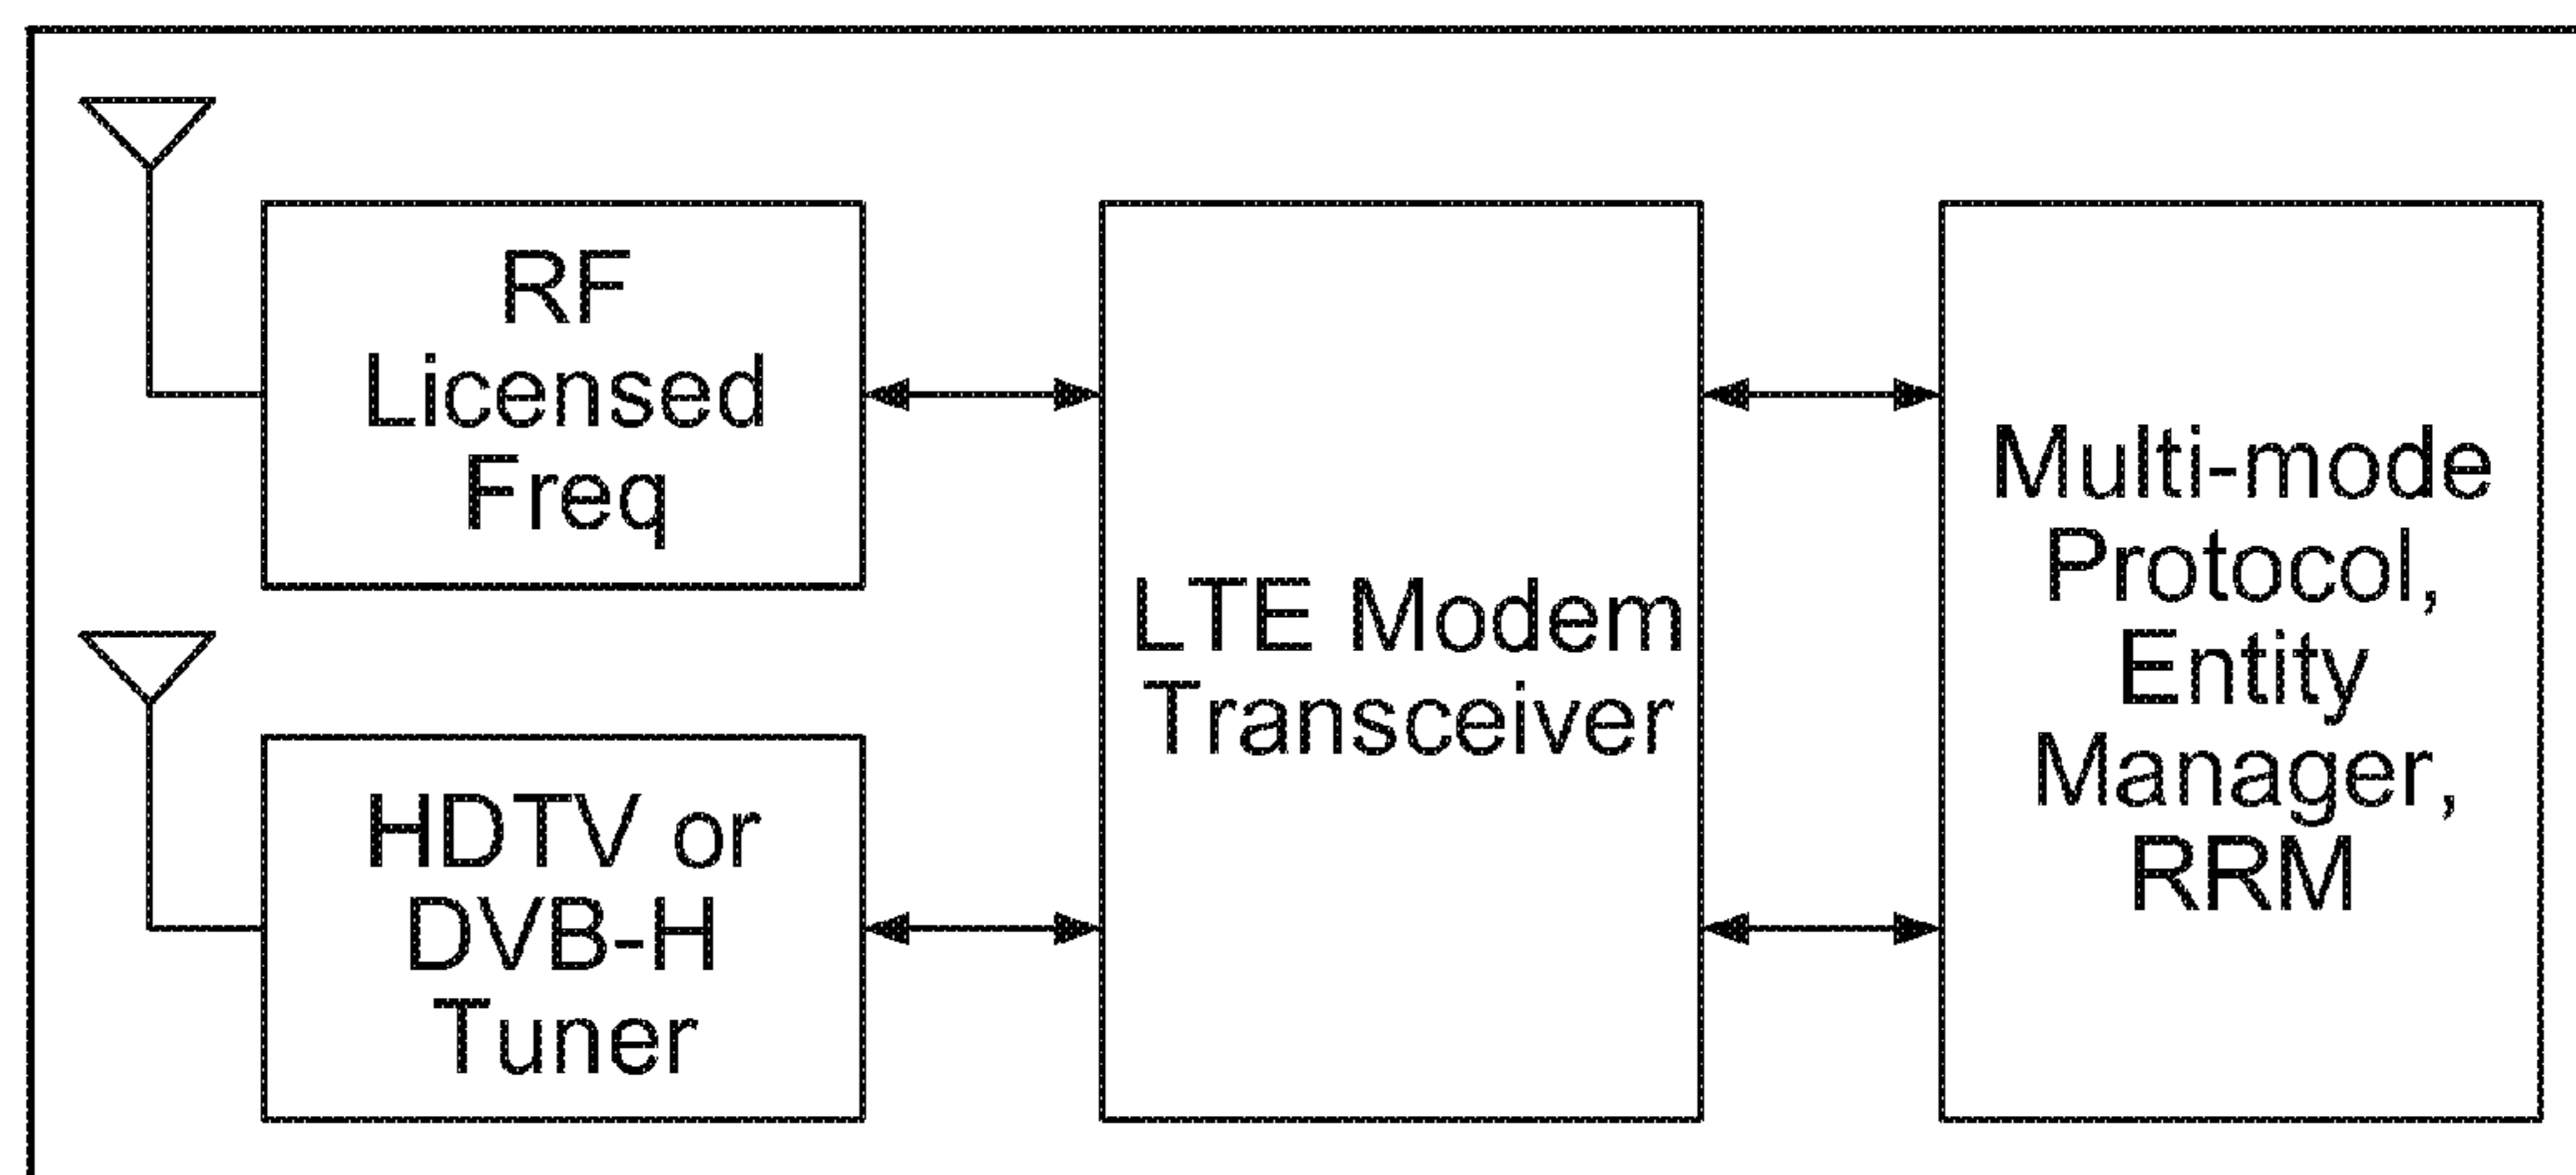 RF
Licensed
Freq
HDTV or
DVB-H
Tuner
LTE Modem
Transceiver
Multi-mode
Protocol,
Entity
Manager,
RRM